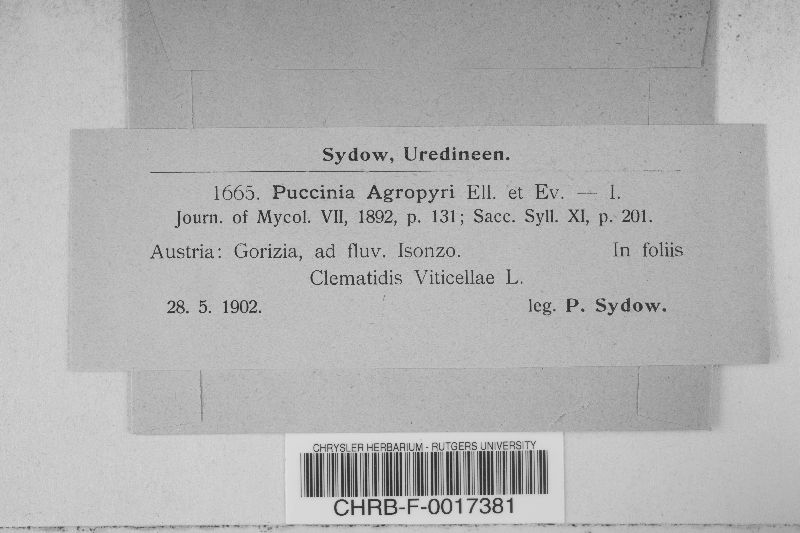 Sydow, Uredineen.
1665. Puccinia Agropyri Ell. et Ev. — I.
Journ. of Mycol. VII, 1892, p. 131; Sacc. Syll. XI, p. 201.
Austria: Gorizia, ad fluv. Isonzo. In foliis
Clematidis Viticellae L.
28. 5. 1902. leg. P. Sydow.
CHRYSLER HERBARIUM - RUTGERS UNIVERSITY
CHRB-F-0017381